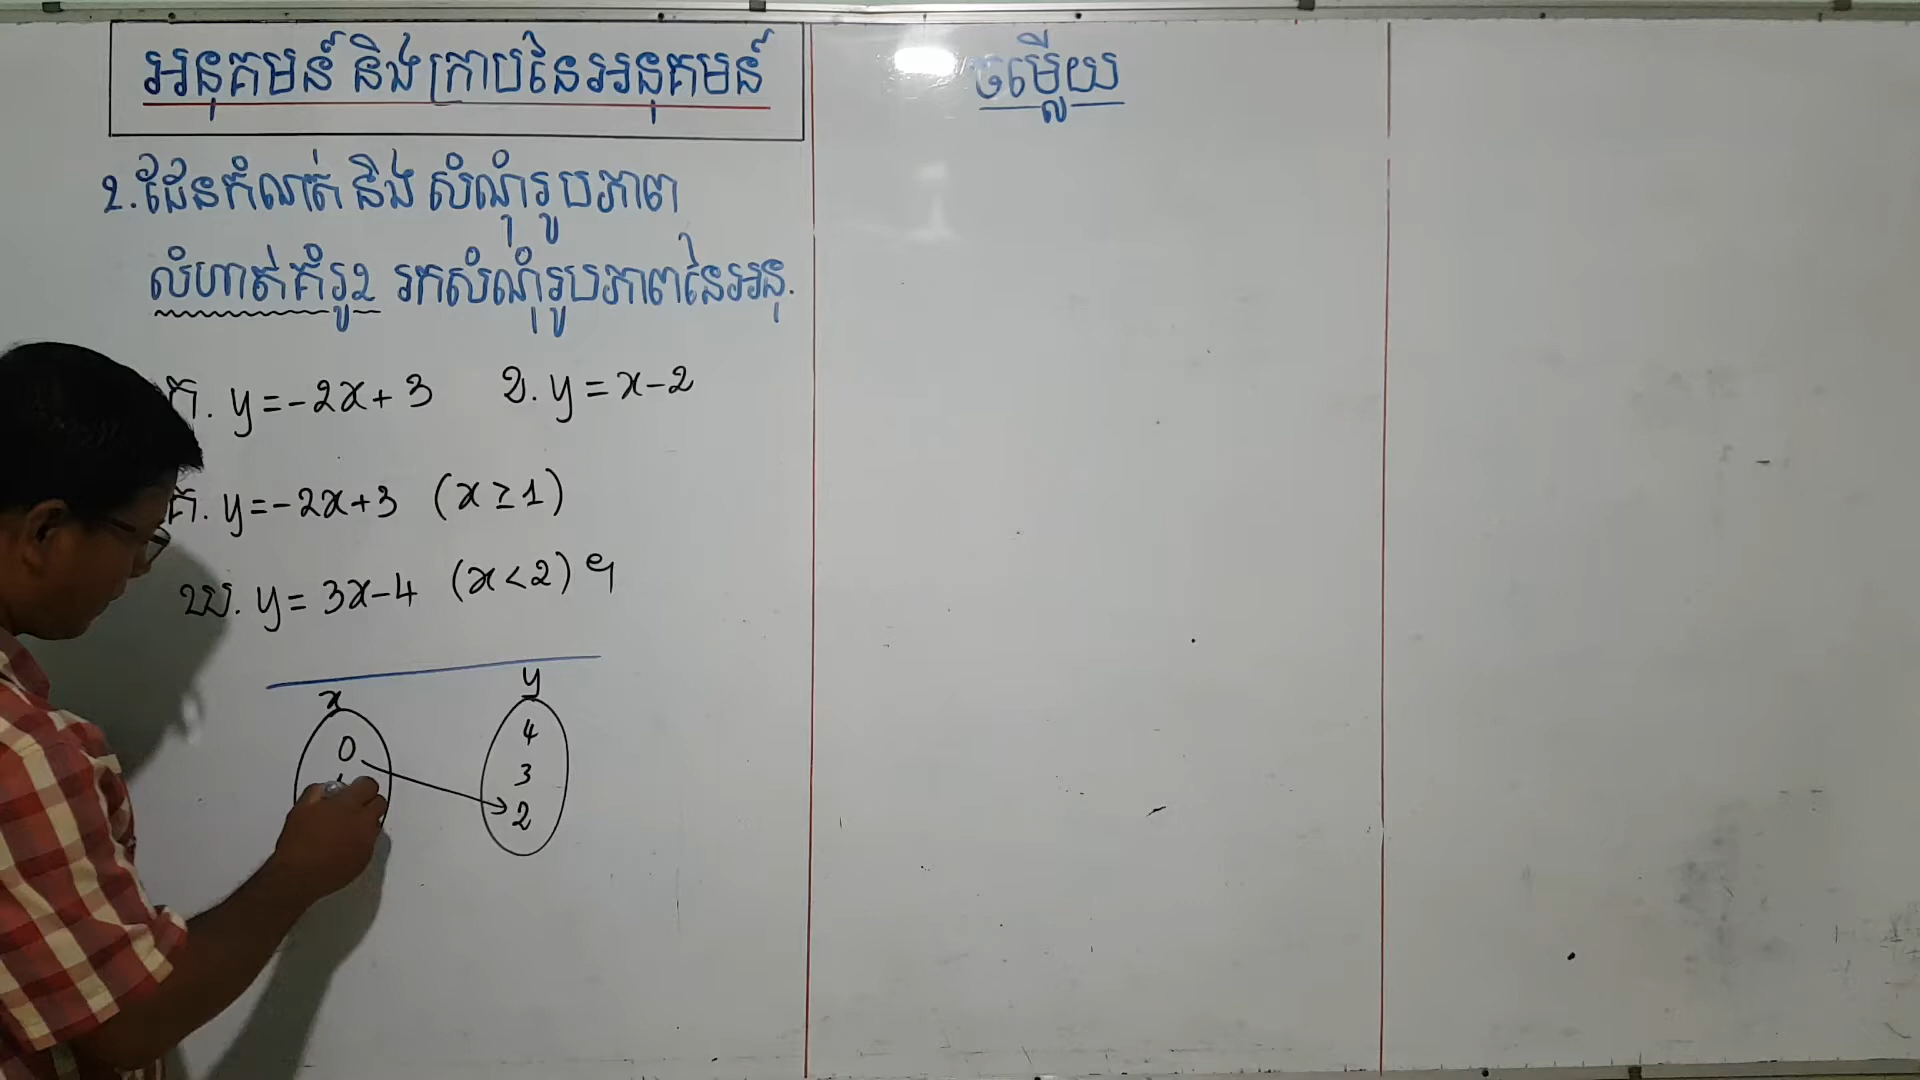 អនុគមន៍ និងក្រាបនៃអនុគមន៍
2. ដែនកំណត់ និង សំណុំរូបភាព
លំហាត់គំរូ2 រកសំណុំរូបភាពនៃអនុ.
ក. y = -2x + 3 ខ. y = x - 2
គ. y = -2x + 3 (x ≥ 1)
ឃ. y = 3x - 4 (x < 2) ។
x y
0 4
3
2
ចម្លើយ